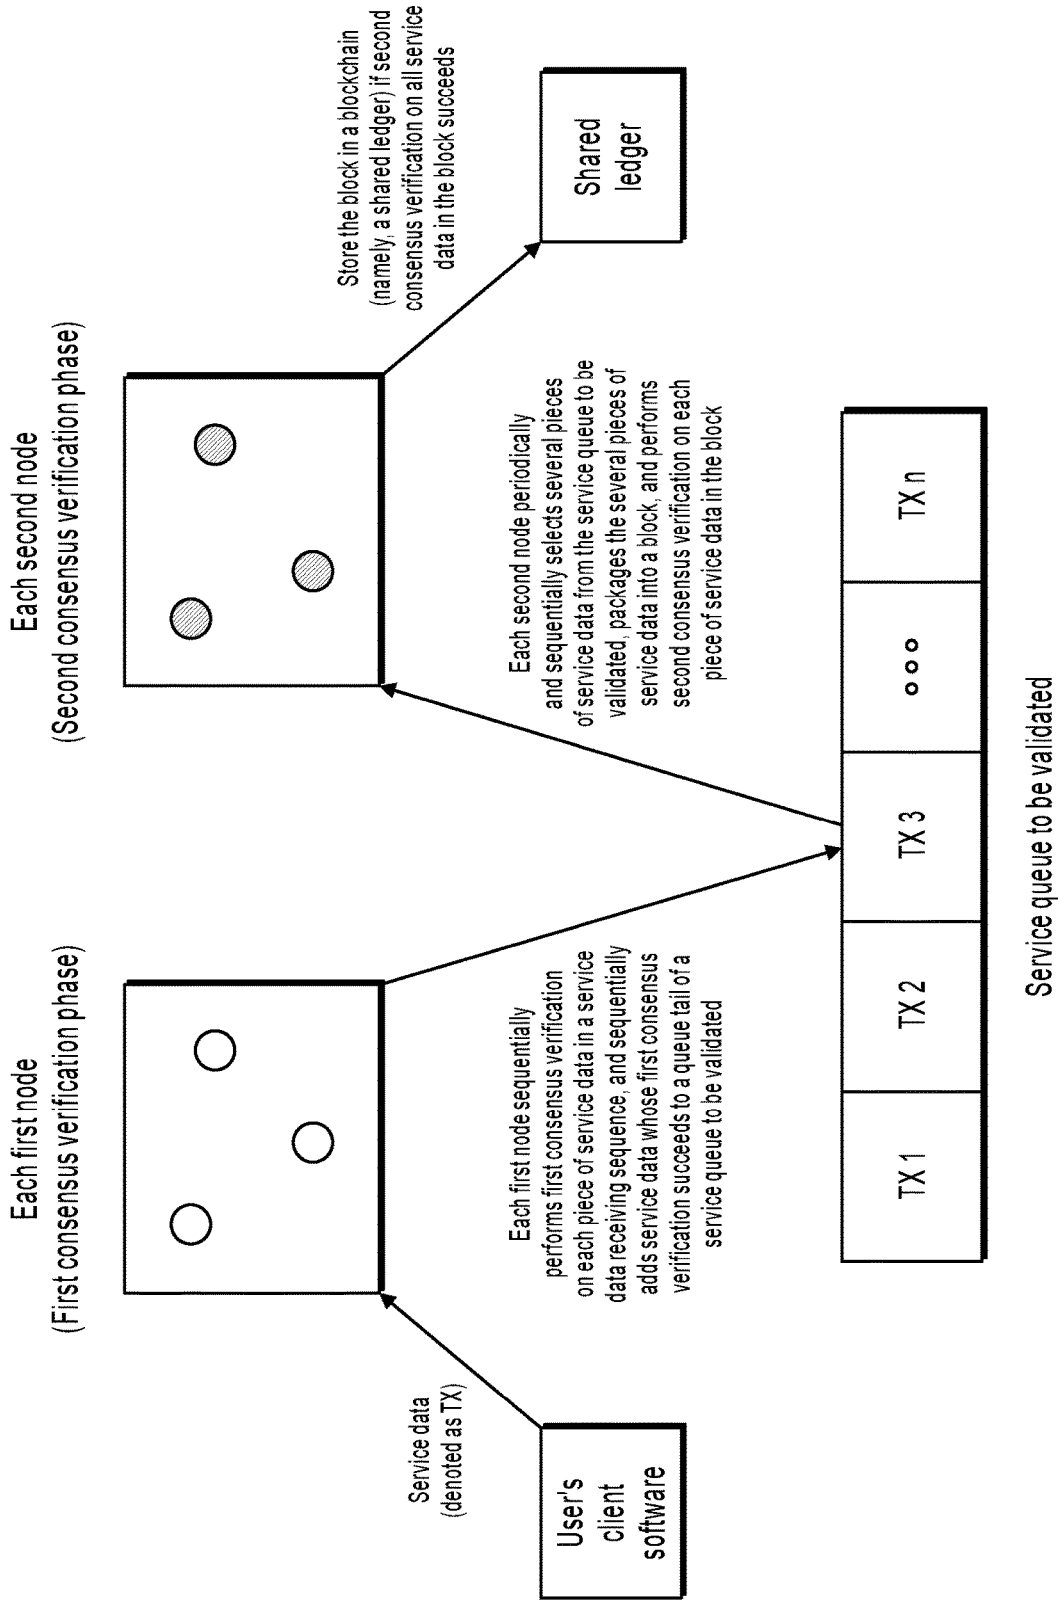 Each first node
(First consensus verification phase)
Each second node
(Second consensus verification phase)
Service data
(denoted as TX)
User's
client
software
Each first node sequentially
performs first consensus verification
on each piece of service data in a service
data receiving sequence, and sequentially
adds service data whose first consensus
verification succeeds to a queue tail of a
service queue to be validated
Each second node periodically
and sequentially selects several pieces
of service data from the service queue to be
validated, packages the several pieces of
service data into a block, and performs
second consensus verification on each
piece of service data in the block
Store the block in a blockchain
(namely, a shared ledger) if second
consensus verification on all service
data in the block succeeds
Shared
ledger
TX 1
TX 2
TX 3
TX n
Service queue to be validated